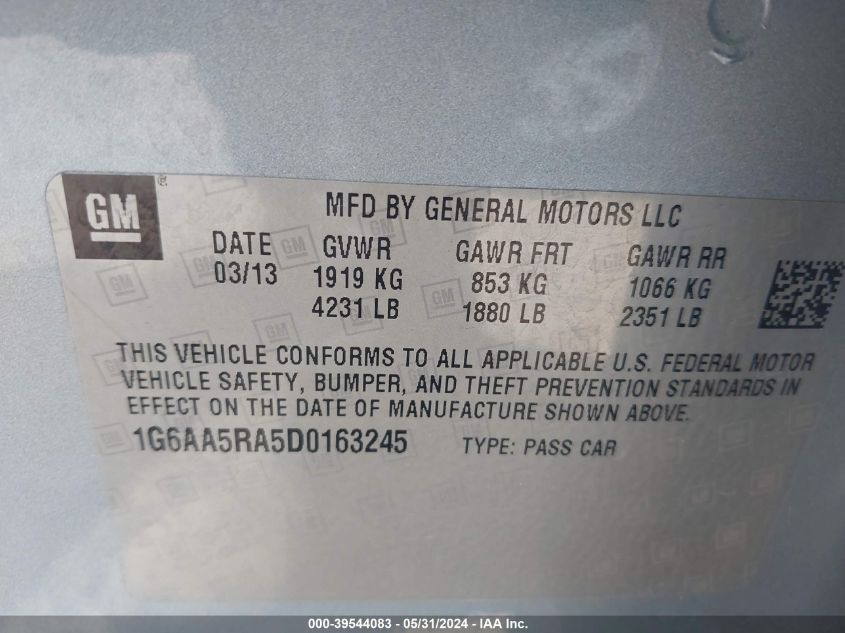 GM ®
MFD BY GENERAL MOTORS LLC
DATE GVWR GAWR FRT GAWR RR
03/13 1919 KG 853 KG 1066 KG
4231 LB 1880 LB 2351 LB
THIS VEHICLE CONFORMS TO ALL APPLICABLE U.S. FEDERAL MOTOR
VEHICLE SAFETY, BUMPER, AND THEFT PREVENTION STANDARDS IN
EFFECT ON THE DATE OF MANUFACTURE SHOWN ABOVE.
1G6AA5RA5D0163245 TYPE: PASS CAR
000-39544083 - 05/31/2024 - IAA Inc.